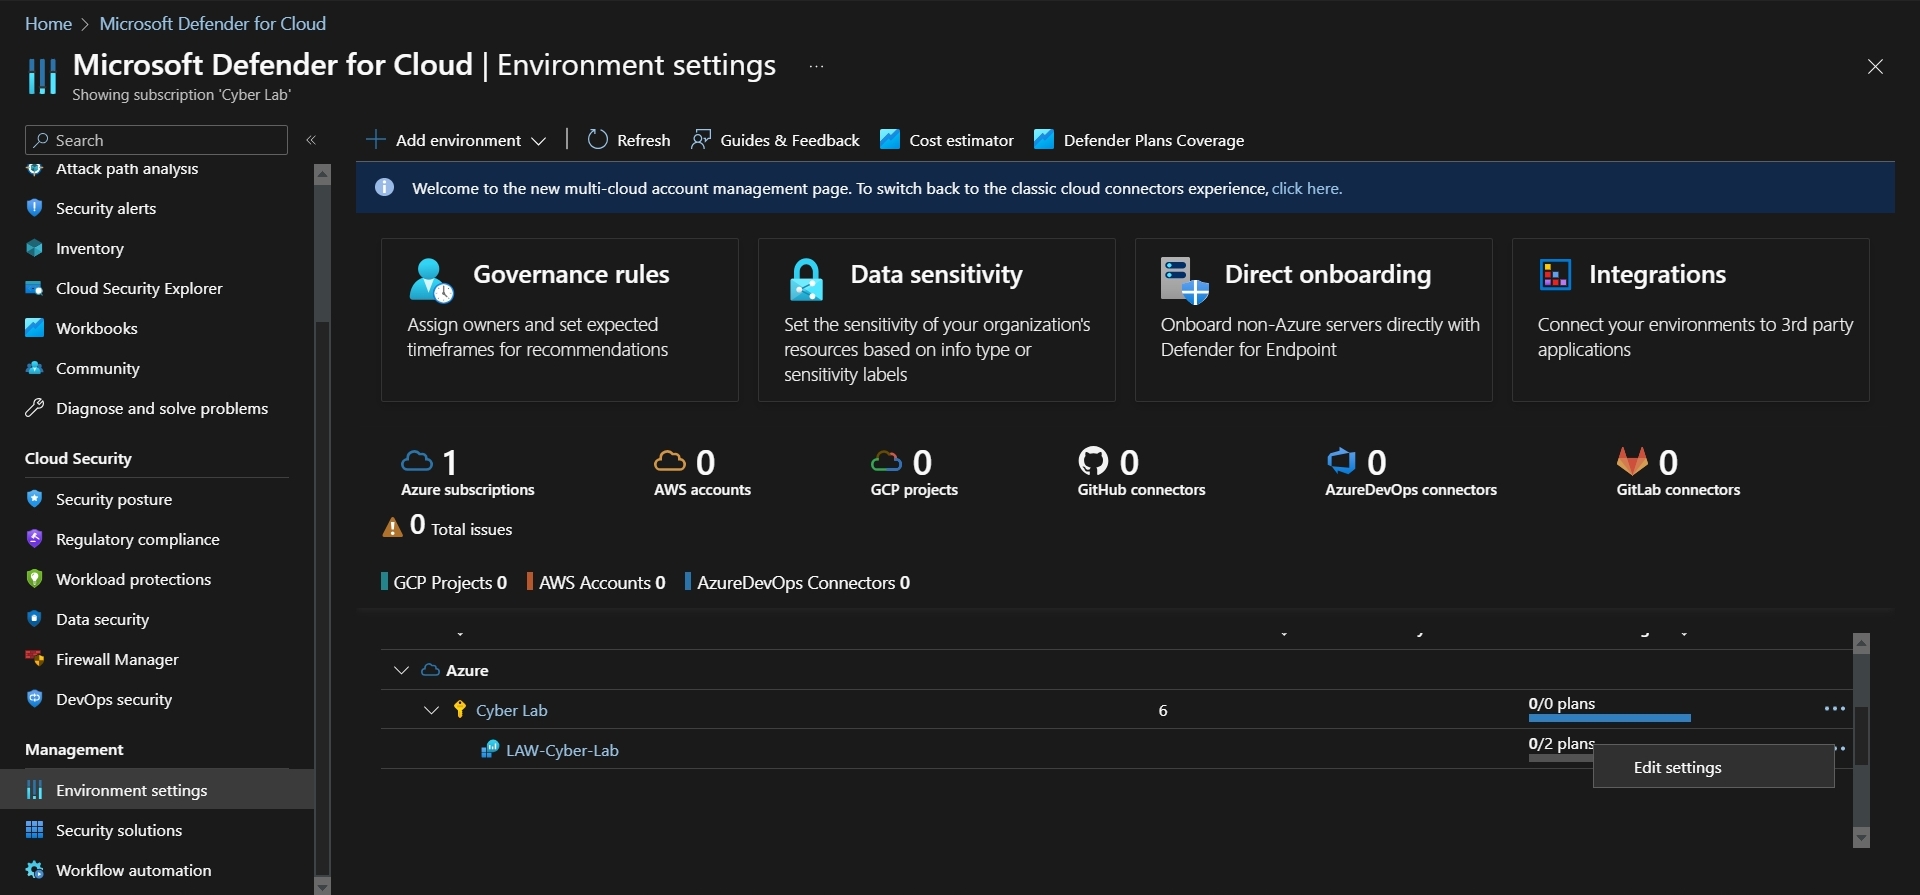 Home > Microsoft Defender for Cloud
Microsoft Defender for Cloud | Environment settings ...
Showing subscription 'Cyber Lab'
Search
«
Attack path analysis
Security alerts
Inventory
Cloud Security Explorer
Workbooks
Community
Diagnose and solve problems
Cloud Security
Security posture
Regulatory compliance
Workload protections
Data security
Firewall Manager
DevOps security
Management
Environment settings
Security solutions
Workflow automation
Add environment | Refresh Guides & Feedback Cost estimator Defender Plans Coverage
Welcome to the new multi-cloud account management page. To switch back to the classic cloud connectors experience, click here.
Governance rules
Assign owners and set expected
timeframes for recommendations
Data sensitivity
Set the sensitivity of your organization's
resources based on info type or
sensitivity labels
Direct onboarding
Onboard non-Azure servers directly with
Defender for Endpoint
Integrations
Connect your environments to 3rd party
applications
1
Azure subscriptions
0
AWS accounts
0
GCP projects
0
GitHub connectors
0
AzureDevOps connectors
0
GitLab connectors
0 Total issues
GCP Projects 0 AWS Accounts 0 AzureDevOps Connectors 0
Azure
Cyber Lab 6 0/0 plans ...
LAW-Cyber-Lab 0/2 plans
Edit settings